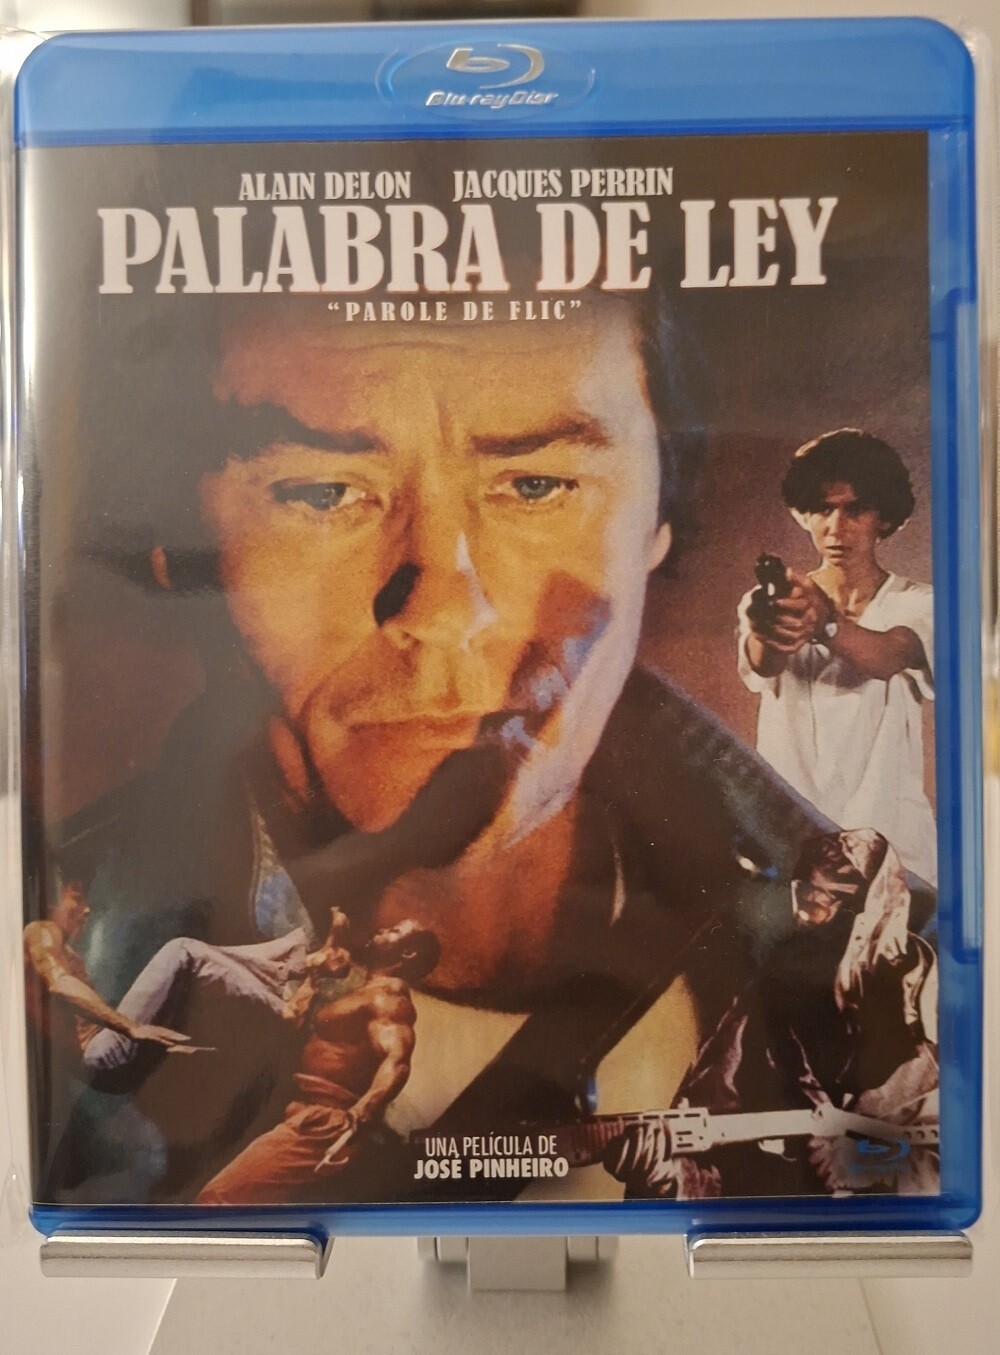 Blu-ray Disc
ALAIN DELON JACQUES PERRIN
PALABRA DE LEY
“PAROLE DE FLIC”
UNA PELÍCULA DE
JOSÉ PINHEIRO